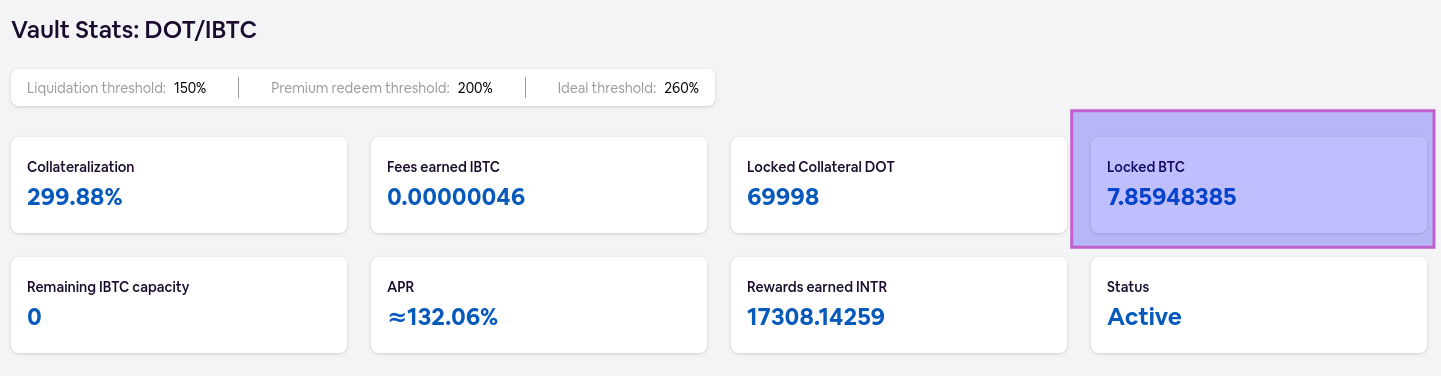 Vault Stats: DOT/IBTC
Liquidation threshold: 150% Premium redeem threshold: 200% Ideal threshold: 260%
Collateralization
299.88%
Fees earned IBTC
0.00000046
Locked Collateral DOT
69998
Locked BTC
7.85948385
Remaining IBTC capacity
0
APR
≈132.06%
Rewards earned INTR
17308.14259
Status
Active